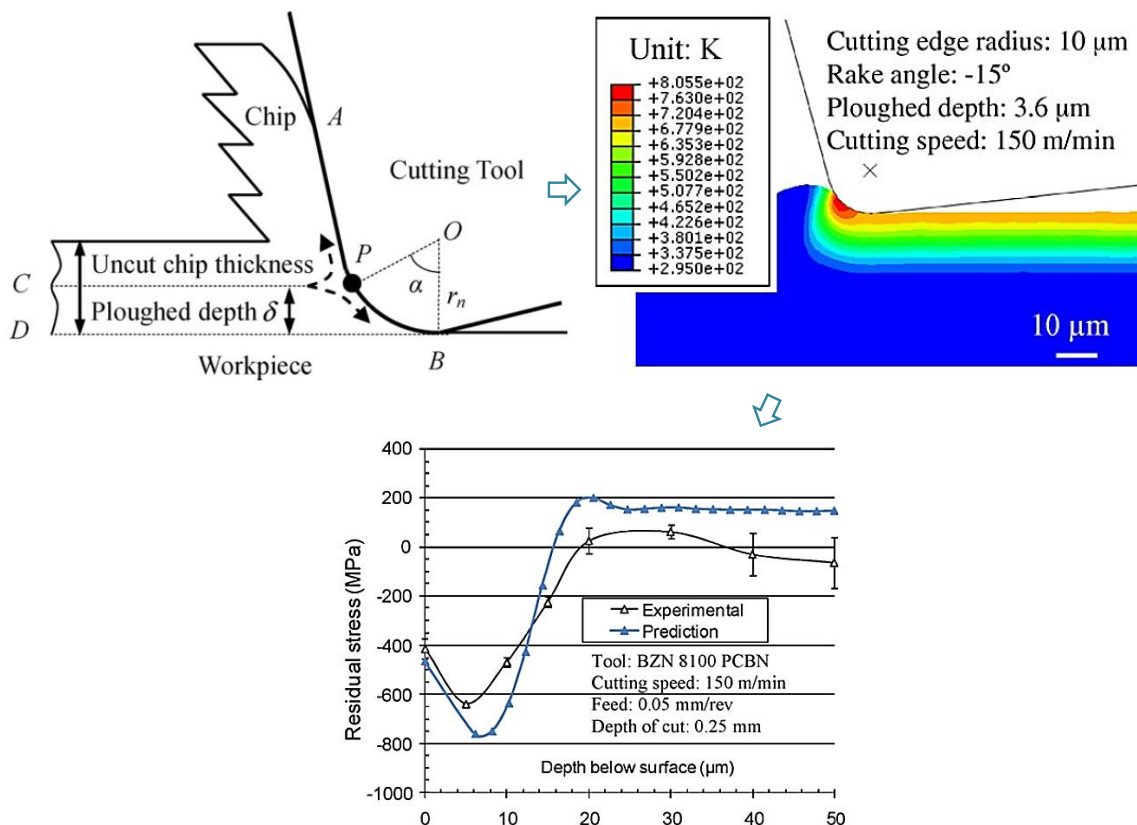 Chip
A
Cutting Tool
P
O
Uncut chip thickness
C
α
Ploughed depth δ
r_n
D
B
Workpiece
Unit: K
+8.055e+02
+7.630e+02
+7.204e+02
+6.779e+02
+6.353e+02
+5.928e+02
+5.502e+02
+5.077e+02
+4.652e+02
+4.226e+02
+3.801e+02
+3.375e+02
+2.950e+02
Cutting edge radius: 10 μm
Rake angle: -15º
Ploughed depth: 3.6 μm
Cutting speed: 150 m/min
10 μm
Residual stress (MPa)
400
200
0
-200
-400
-600
-800
-1000
Experimental
Prediction
Tool: BZN 8100 PCBN
Cutting speed: 150 m/min
Feed: 0.05 mm/rev
Depth of cut: 0.25 mm
Depth below surface (μm)
0 10 20 30 40 50